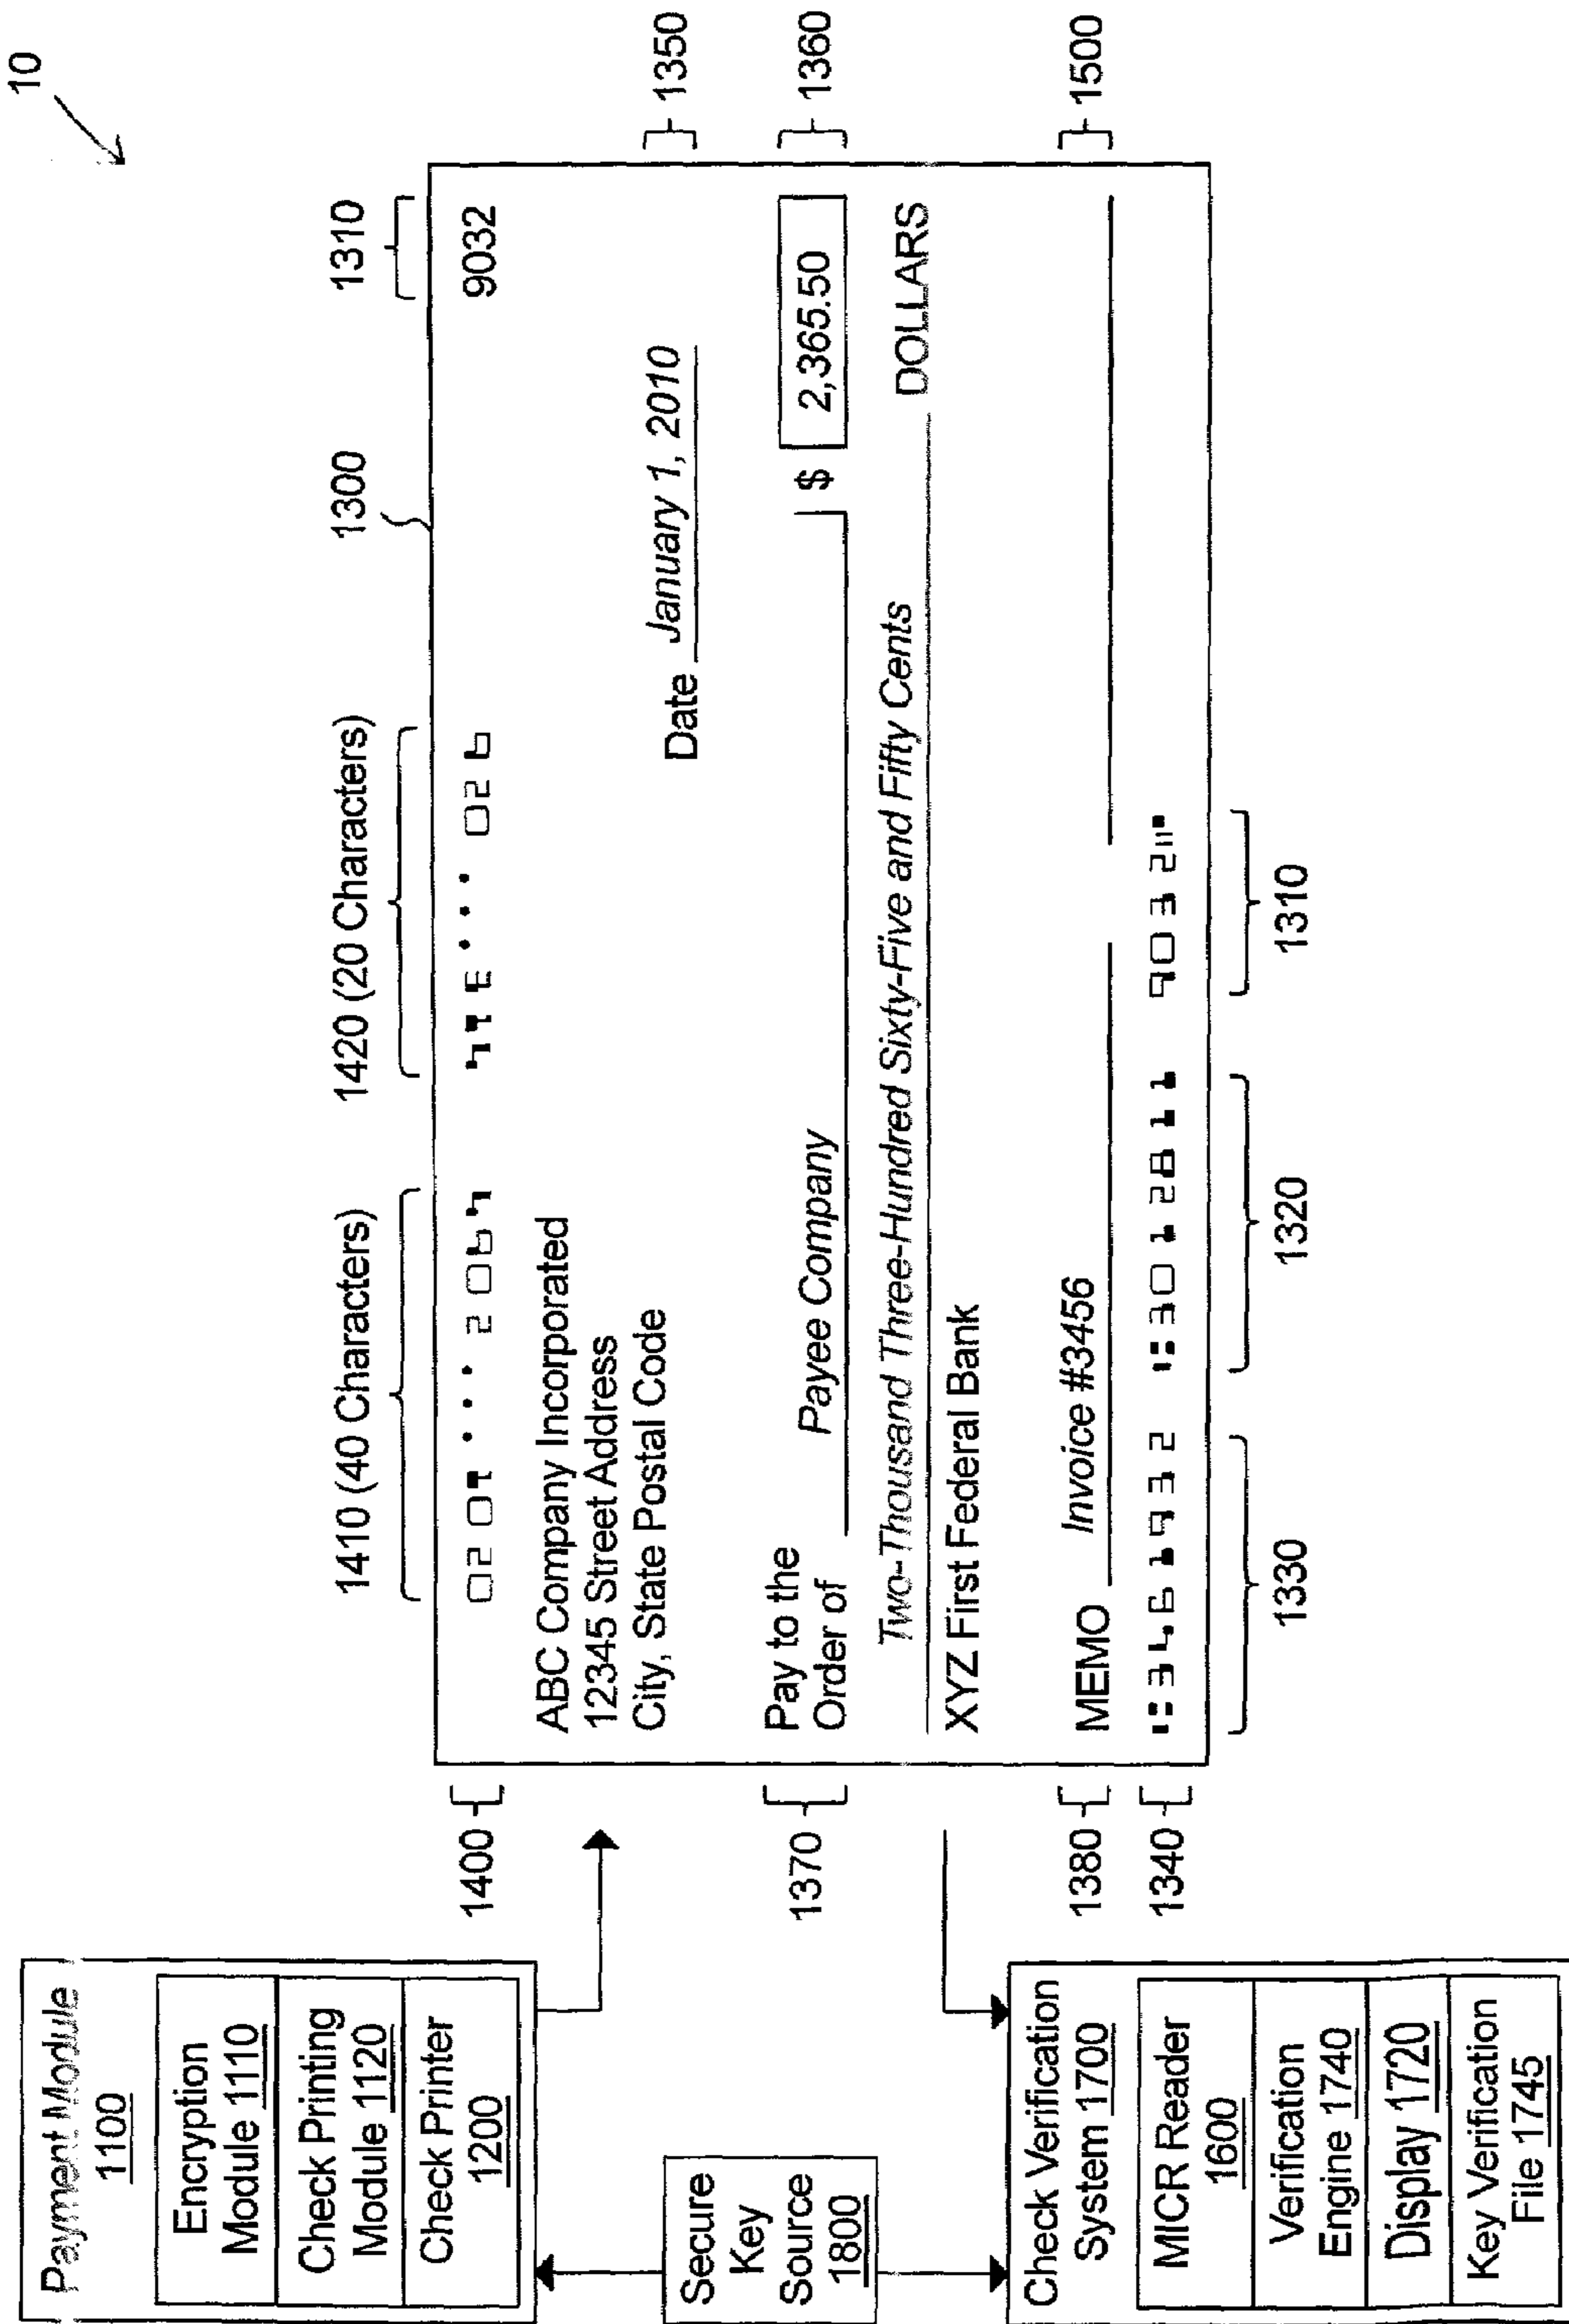 10
1410 (40 Characters)
1420 (20 Characters)
1300
1310
1400
9032
ABC Company Incorporated
12345 Street Address
City, State Postal Code
Date January 1, 2010
1350
1370
Pay to the
Order of Payee Company $ 2,365.50
1360
Two-Thousand Three-Hundred Sixty-Five and Fifty Cents DOLLARS
XYZ First Federal Bank
1380
MEMO Invoice #3456
1500
1340
⑆3461932 ⑆3012811 9032⑈
1330
1320
1310
Payment Module
1100
Encryption
Module 1110
Check Printing
Module 1120
Check Printer
1200
Secure
Key
Source
1800
Check Verification
System 1700
MICR Reader
1600
Verification
Engine 1740
Display 1720
Key Verification
File 1745